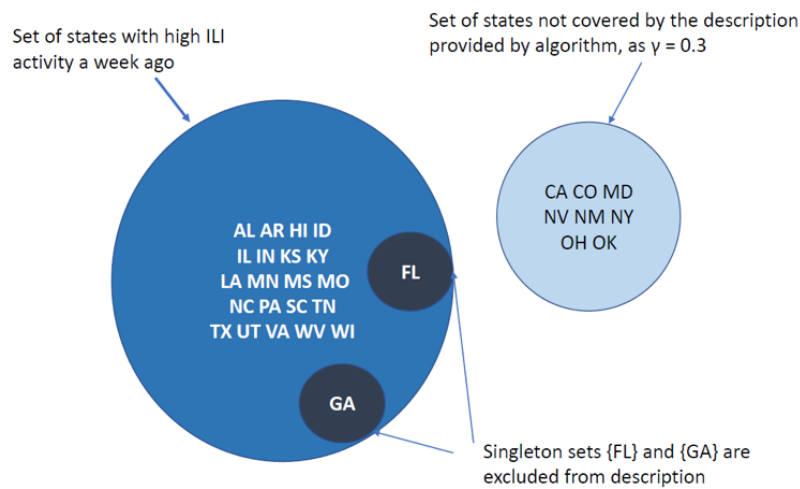 Set of states with high ILI
activity a week ago
Set of states not covered by the description
provided by algorithm, as γ = 0.3
AL AR HI ID
IL IN KS KY
LA MN MS MO
NC PA SC TN
TX UT VA WV WI
FL
GA
CA CO MD
NV NM NY
OH OK
Singleton sets {FL} and {GA} are
excluded from description